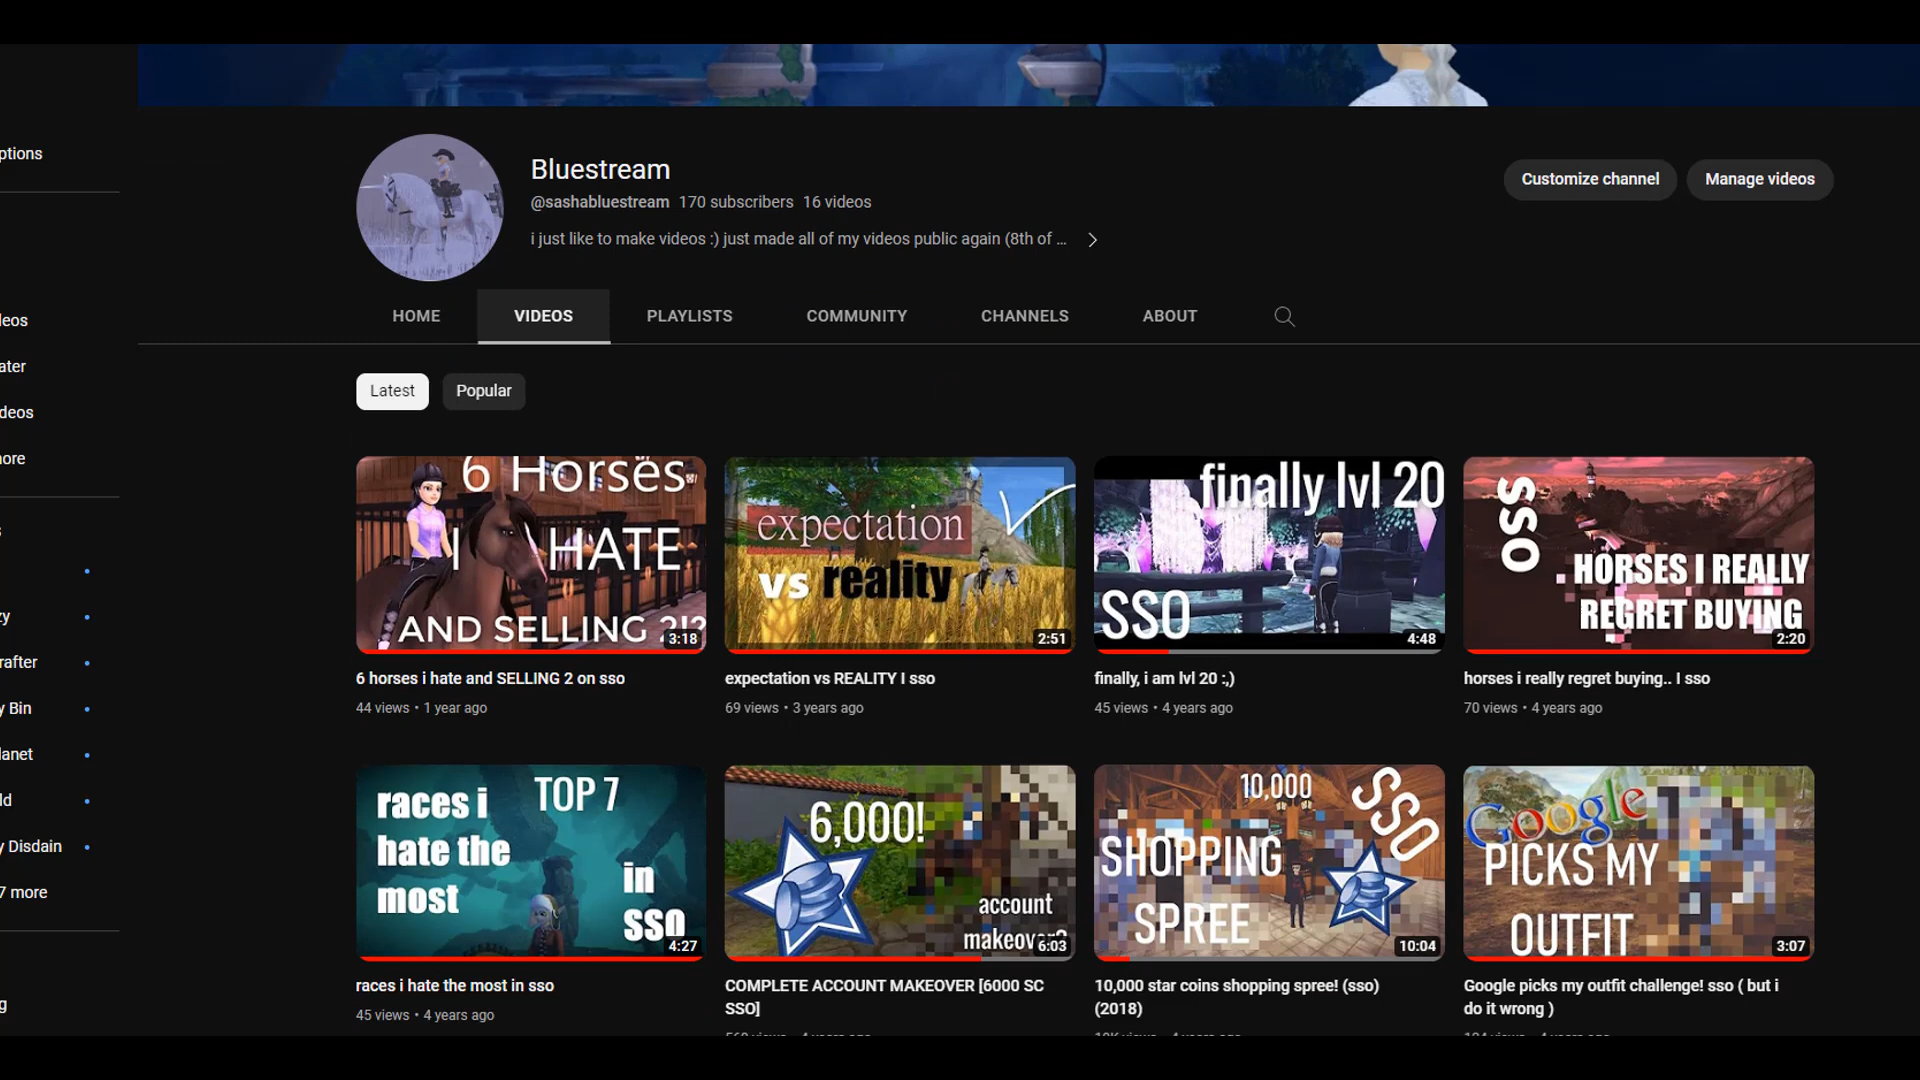 ptions
eos
ater
deos
ore
zy
rafter
y Bin
lanet
ld
y Disdain
7 more
g
Bluestream
@sashabluestream 170 subscribers 16 videos
i just like to make videos :) just made all of my videos public again (8th of ...
Customize channel
Manage videos
HOME
VIDEOS
PLAYLISTS
COMMUNITY
CHANNELS
ABOUT
Latest
Popular
6 Horses
I HATE
AND SELLING 2!?
3:18
6 horses i hate and SELLING 2 on sso
44 views • 1 year ago
expectation
vs reality
2:51
expectation vs REALITY I sso
69 views • 3 years ago
finally lvl 20
SSO
4:48
finally, i am lvl 20 :,)
45 views • 4 years ago
SSO
HORSES I REALLY
REGRET BUYING
2:20
horses i really regret buying.. I sso
70 views • 4 years ago
TOP 7
races i
hate the
most
in
sso
4:27
races i hate the most in sso
45 views • 4 years ago
6,000!
account
makeover?
6:03
COMPLETE ACCOUNT MAKEOVER [6000 SC
SSO]
10,000
SSO
SHOPPING
SPREE
10:04
10,000 star coins shopping spree! (sso)
(2018)
Google
PICKS MY
OUTFIT
3:07
Google picks my outfit challenge! sso ( but i
do it wrong )